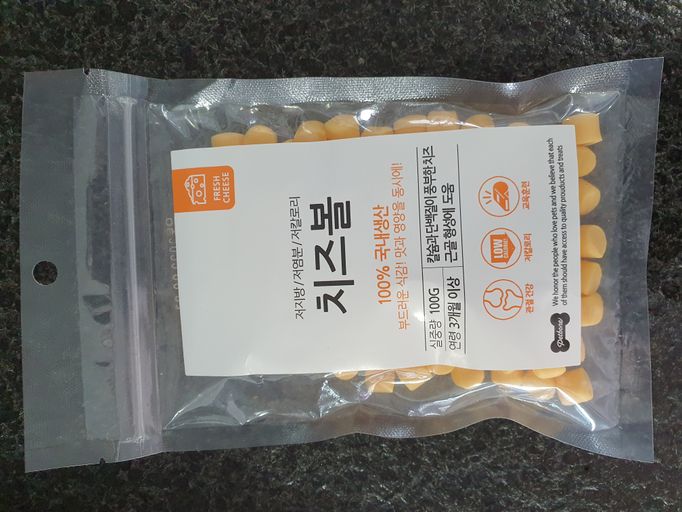 FRESH
CHEESE
저지방/저염분/저칼로리
치즈볼
100% 국내생산
부드러운 식감! 맛과 영양을 동시에!
실중량 100G
연령 3개월 이상
칼슘과 단백질이 풍부한 치즈
근골 형성에 도움
관절 건강
LOW
저칼로리
교육훈련
Petbone
We honor the people who love pets and we believe that each
of them should have access to quality prouducts and treats